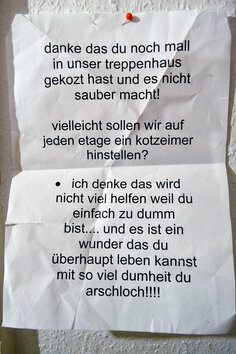 danke das du noch mall
in unser treppenhaus
gekozt hast und es nicht
sauber macht!
vielleicht sollen wir auf
jeden etage ein kotzeimer
hinstellen?
• ich denke das wird
nicht viel helfen weil du
einfach zu dumm
bist.... und es ist ein
wunder das du
überhaupt leben kannst
mit so viel dumheit du
arschloch!!!!